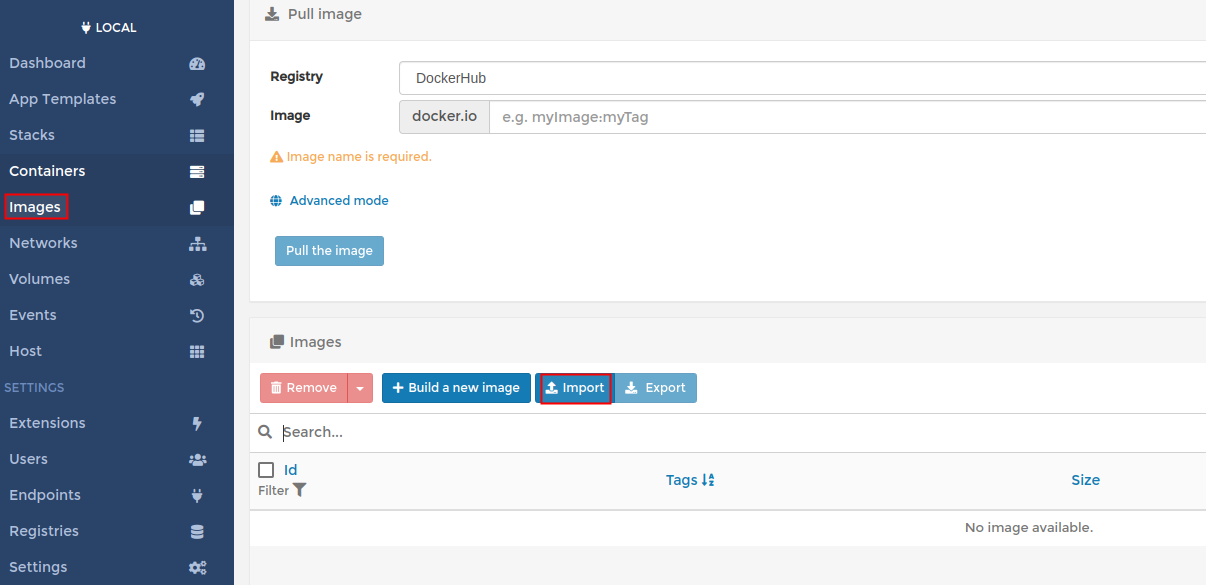 LOCAL
Dashboard
App Templates
Stacks
Containers
Images
Networks
Volumes
Events
Host
SETTINGS
Extensions
Users
Endpoints
Registries
Settings
Pull image
Registry DockerHub
Image docker.io e.g. myImage:myTag
Image name is required.
Advanced mode
Pull the image
Images
Remove Build a new image Import Export
Search...
Id Tags Size
Filter
No image available.